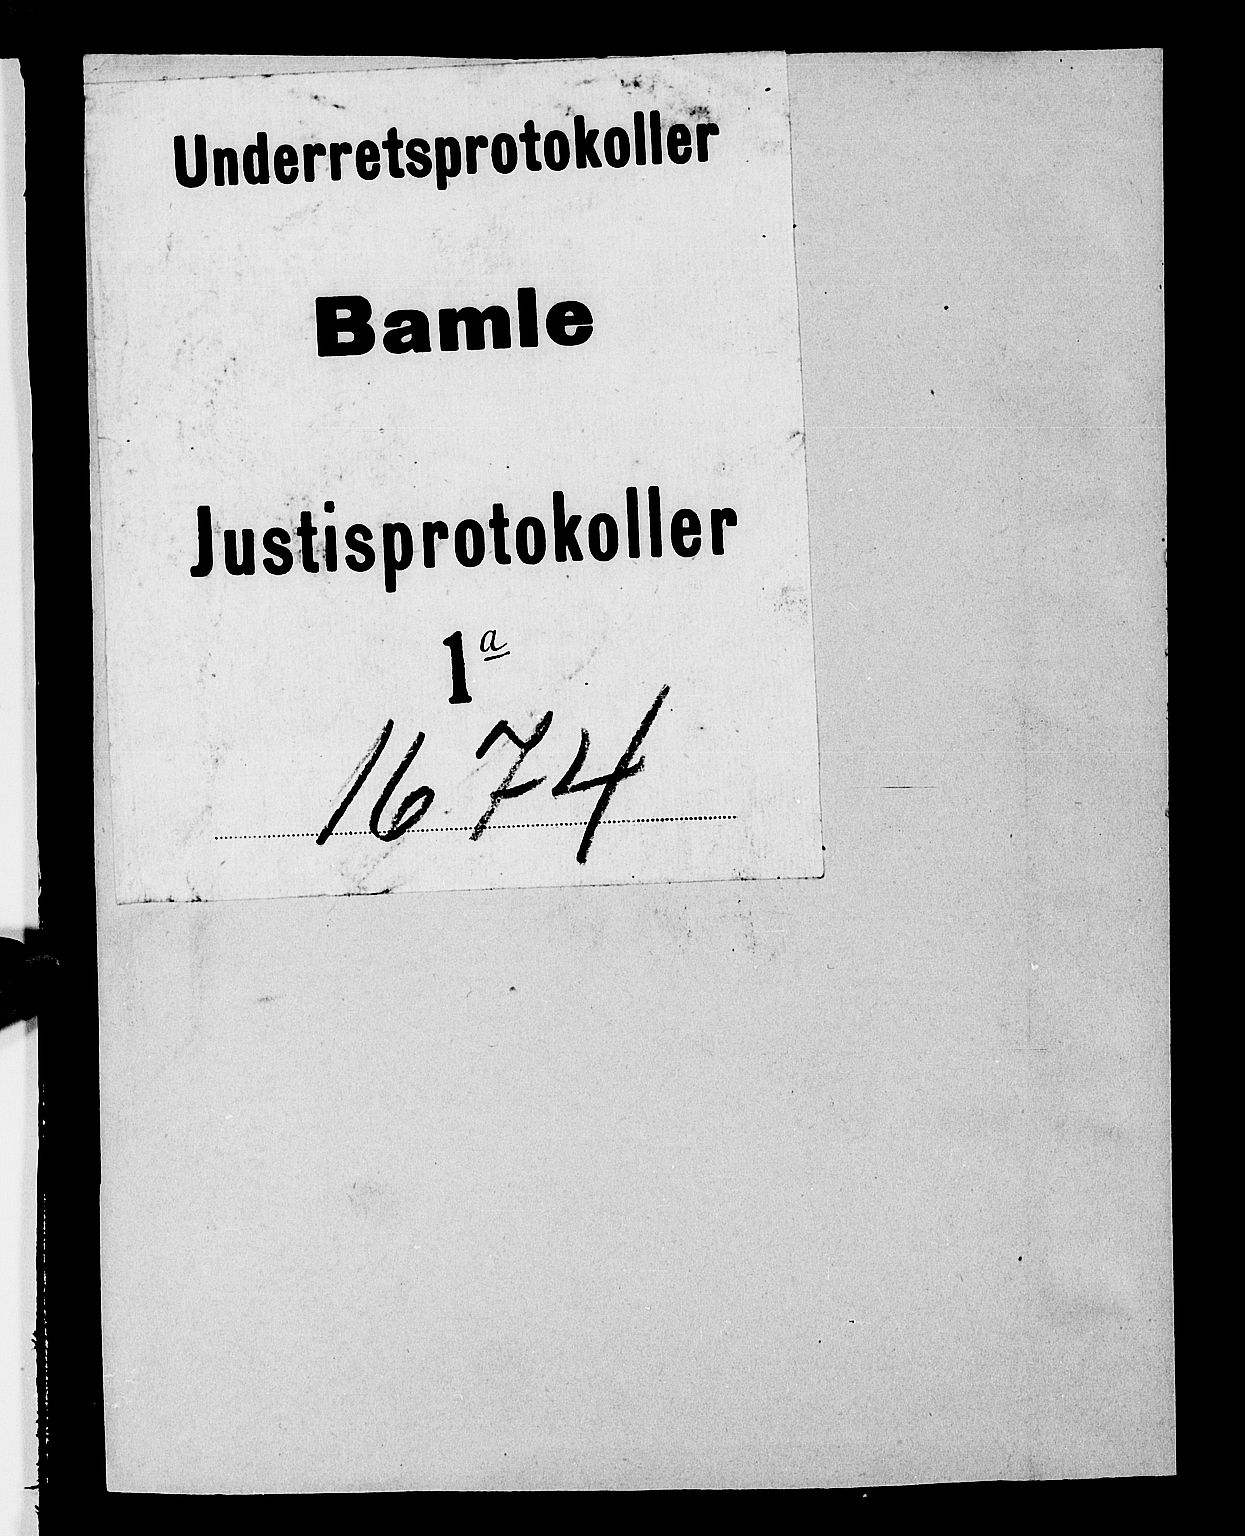 Underretsprotokoller
Bamle
Justisprotokoller
1a
1674